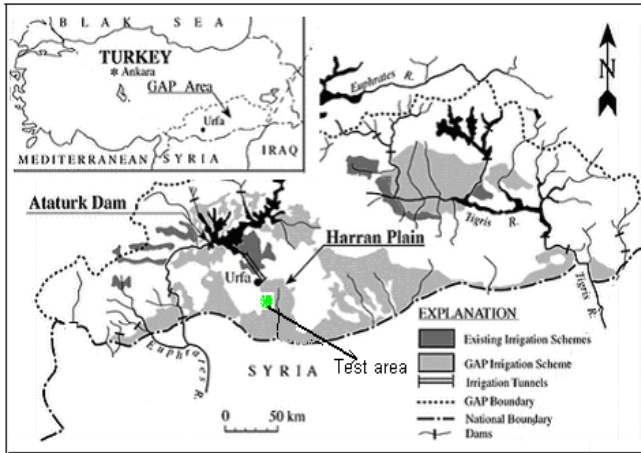 BLAK SEA
TURKEY
* Ankara
GAP Area
Urfa
MEDITERRANEAN
SYRIA
IRAQ
Euphrates R.
N
Ataturk Dam
Tigris R.
Harran Plain
Urfa
Tigris R.
Euphrates R.
SYRIA
Test area
0 50 km
EXPLANATION
Existing Irrigation Schemes
GAP Irrigation Scheme
Irrigation Tunnels
GAP Boundary
National Boundary
Dams